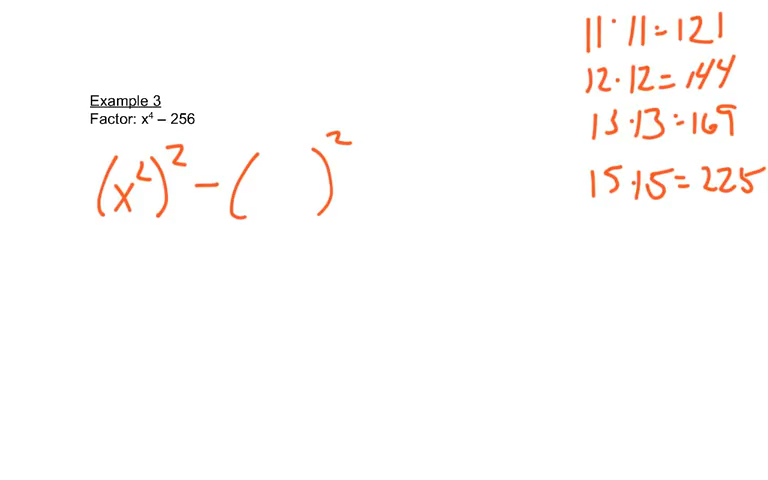 Example 3
Factor: x⁴ – 256
(x²)² – ( )²
11 · 11 = 121
12 · 12 = 144
13 · 13 = 169
15 · 15 = 225